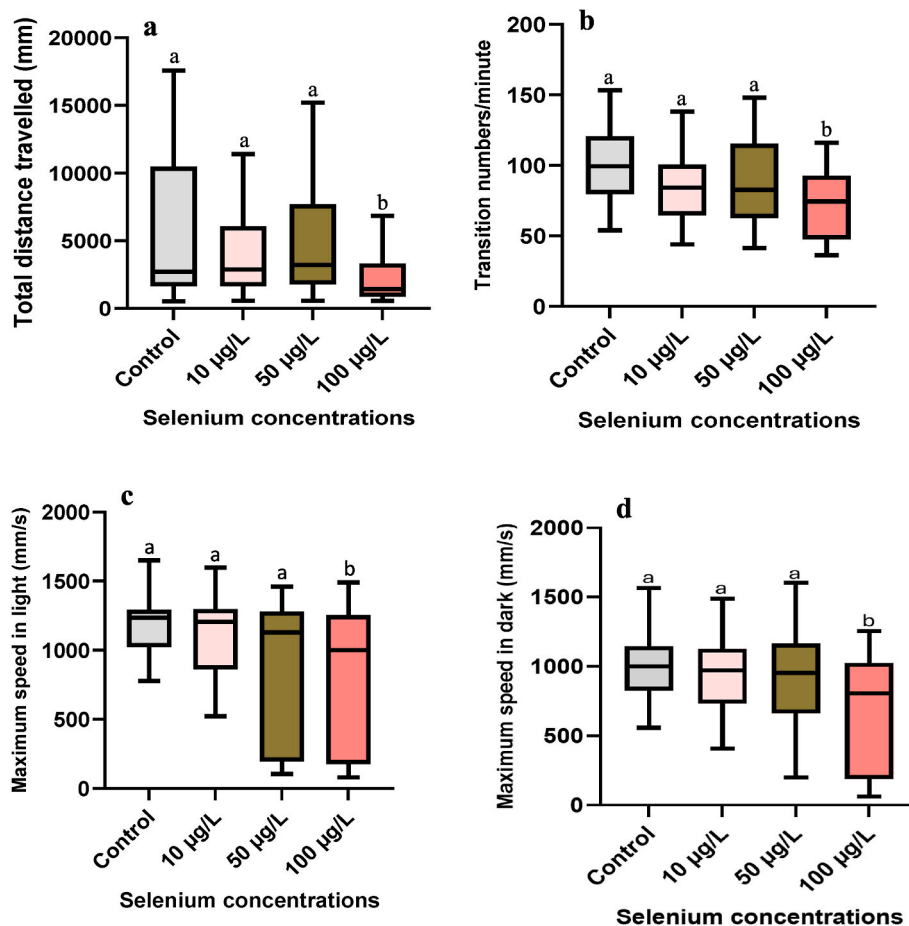 a
Total distance travelled (mm)
20000
15000
10000
5000
0
a
a
a
b
Control
10 µg/L
50 µg/L
100 µg/L
Selenium concentrations
b
Transition numbers/minute
200
150
100
50
0
a
a
a
b
Control
10 µg/L
50 µg/L
100 µg/L
Selenium concentrations
c
Maximum speed in light (mm/s)
2000
1500
1000
500
0
a
a
a
b
Control
10 µg/L
50 µg/L
100 µg/L
Selenium concentrations
d
Maximum speed in dark (mm/s)
2000
1500
1000
500
0
a
a
a
b
Control
10 µg/L
50 µg/L
100 µg/L
Selenium concentrations